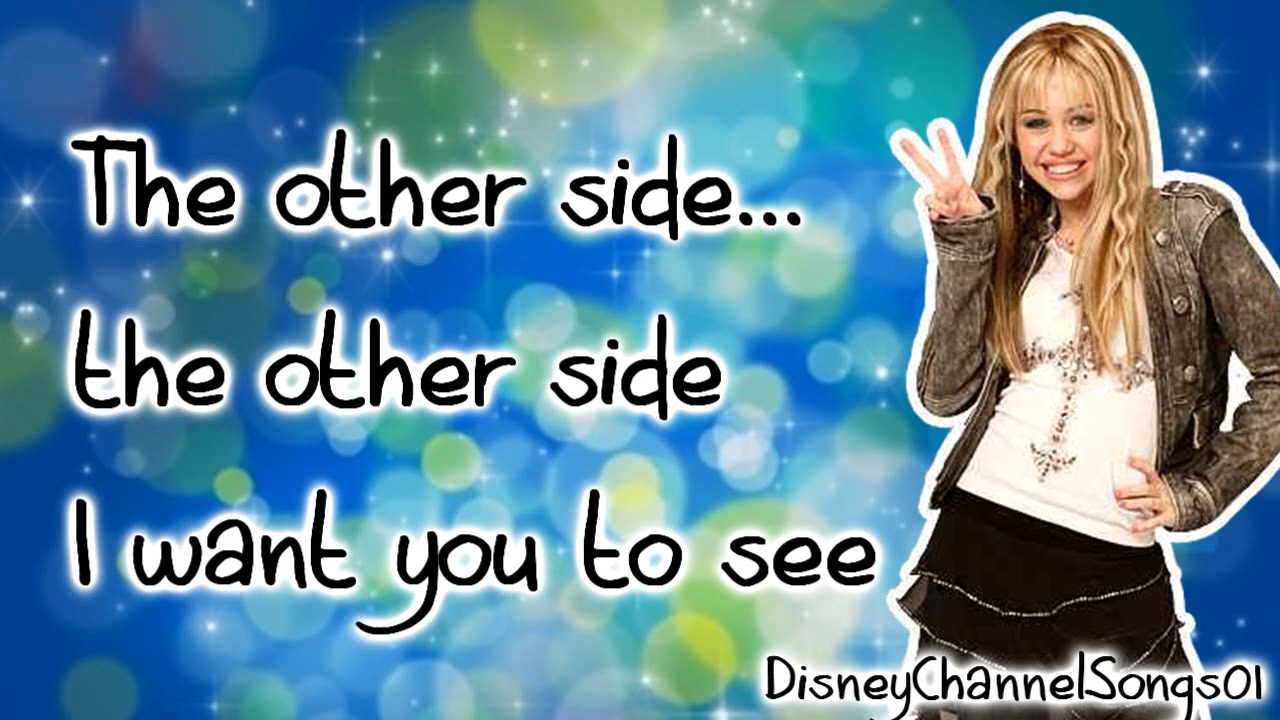 The other side...
the other side
I want you to see
DisneyChannelSongs01